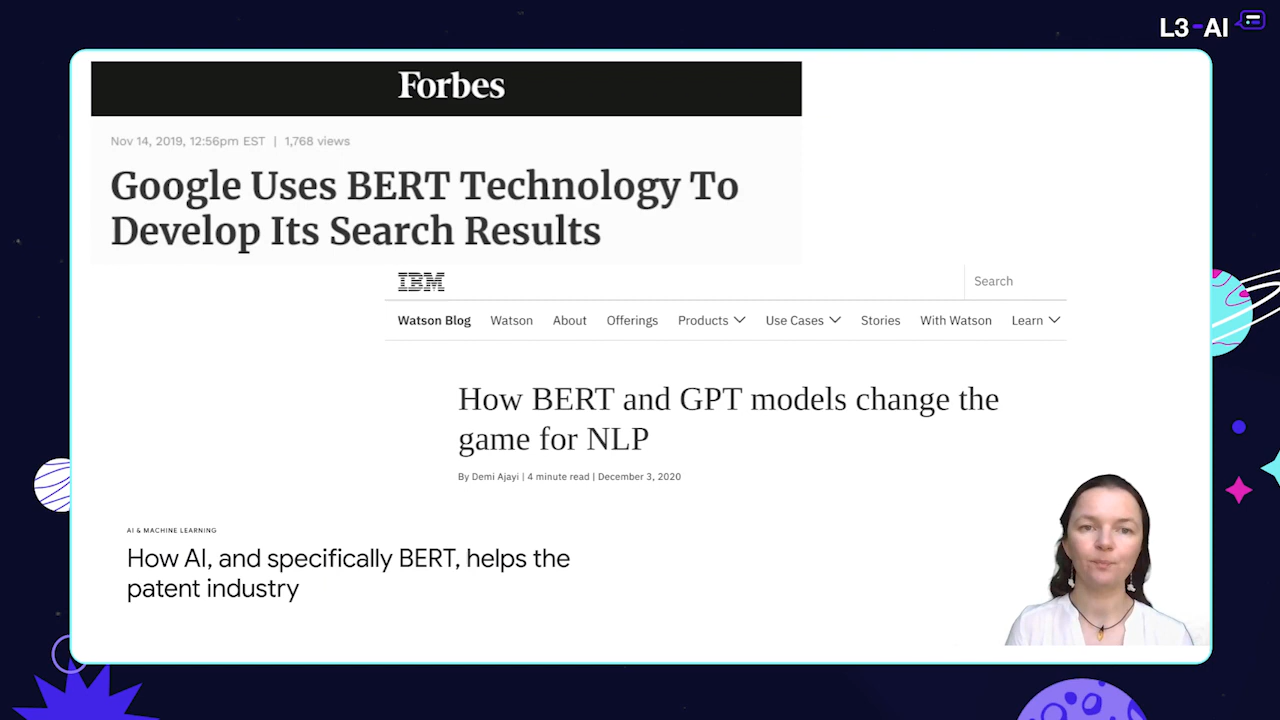 L3-AI
Forbes
Nov 14, 2019, 12:56pm EST | 1,768 views
Google Uses BERT Technology To
Develop Its Search Results
IBM
Search
Watson Blog Watson About Offerings Products Use Cases Stories With Watson Learn
How BERT and GPT models change the
game for NLP
By Demi Ajayi | 4 minute read | December 3, 2020
AI & MACHINE LEARNING
How AI, and specifically BERT, helps the
patent industry